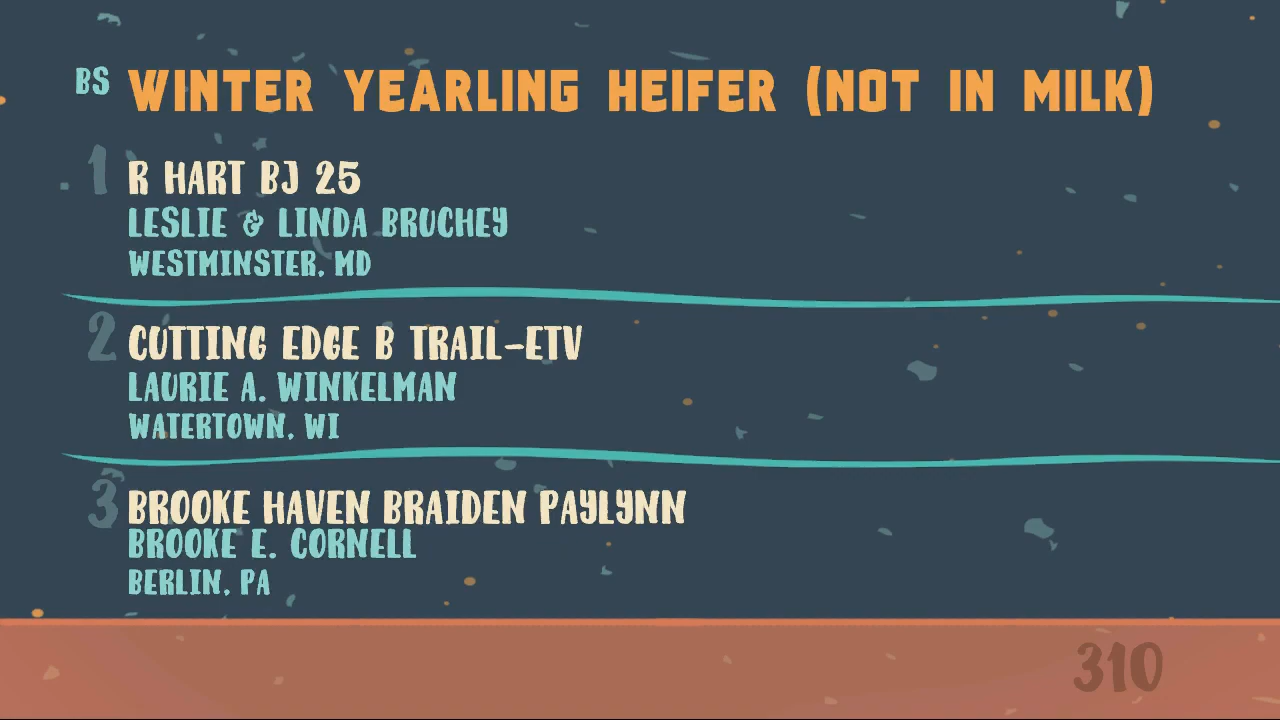 BS WINTER YEARLING HEIFER (NOT IN MILK)
1 R HART BJ 25
LESLIE & LINDA BRUCHEY
WESTMINSTER, MD
2 CUTTING EDGE B TRAIL-ETV
LAURIE A. WINKELMAN
WATERTOWN, WI
3 BROOKE HAVEN BRAIDEN PAYLYNN
BROOKE E. CORNELL
BERLIN, PA
310